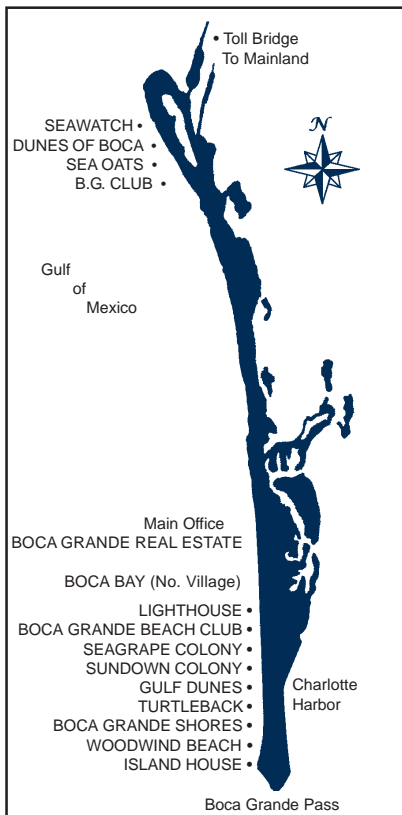 • Toll Bridge
To Mainland
N
SEAWATCH •
DUNES OF BOCA •
SEA OATS •
B.G. CLUB •
Gulf
of
Mexico
Main Office
BOCA GRANDE REAL ESTATE
BOCA BAY (No. Village)
LIGHTHOUSE •
BOCA GRANDE BEACH CLUB •
SEAGRAPE COLONY •
SUNDOWN COLONY •
GULF DUNES •
TURTLEBACK •
BOCA GRANDE SHORES •
WOODWIND BEACH •
ISLAND HOUSE •
Charlotte
Harbor
Boca Grande Pass